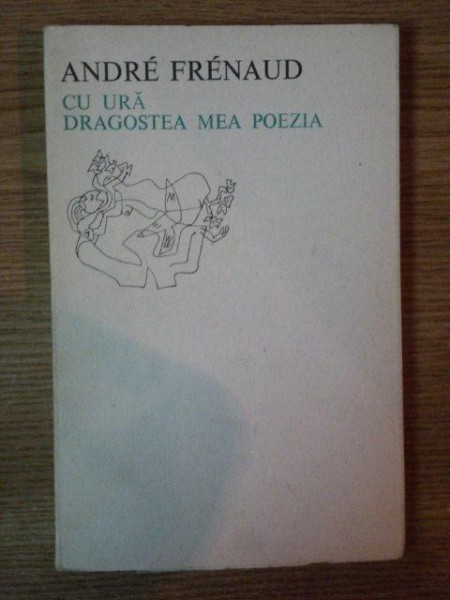 ANDRÉ FRÉNAUD
CU URĂ
DRAGOSTEA MEA POEZIA